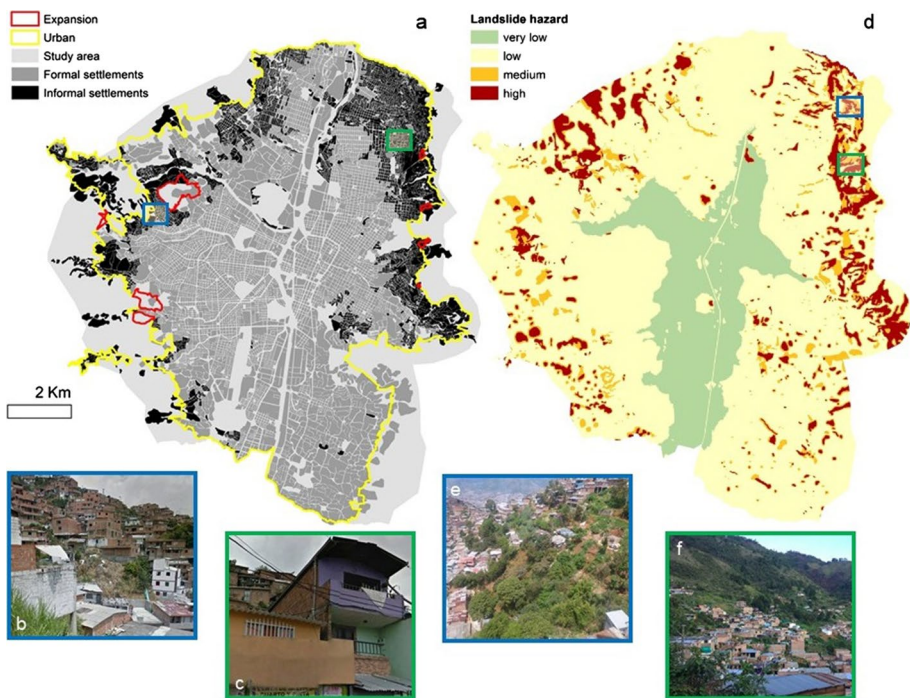 Expansion
Urban
Study area
Formal settlements
Informal settlements
a
2 Km
Landslide hazard
very low
low
medium
high
d
b
c
e
f